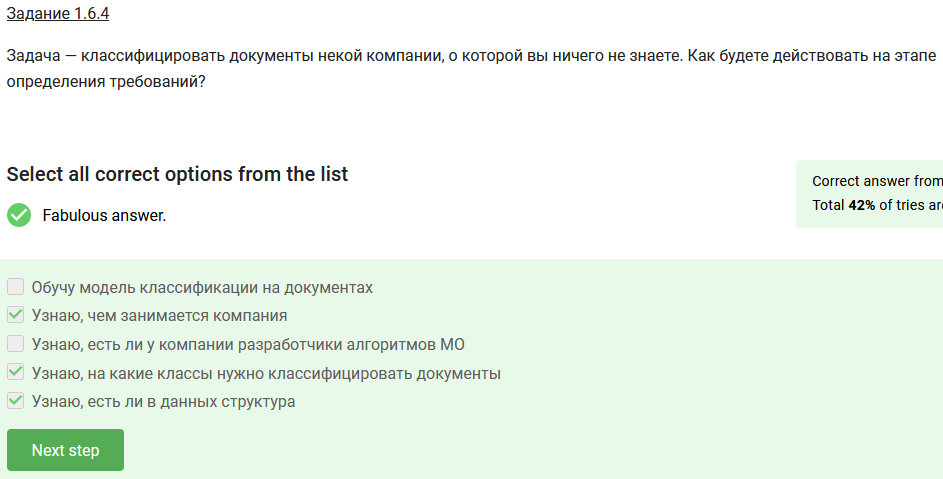 Задание 1.6.4
Задача — классифицировать документы некой компании, о которой вы ничего не знаете. Как будете действовать на этапе
определения требований?
Select all correct options from the list
Correct answer from
Total 42% of tries are
Fabulous answer.
Обучу модель классификации на документах
Узнаю, чем занимается компания
Узнаю, есть ли у компании разработчики алгоритмов МО
Узнаю, на какие классы нужно классифицировать документы
Узнаю, есть ли в данных структура
Next step